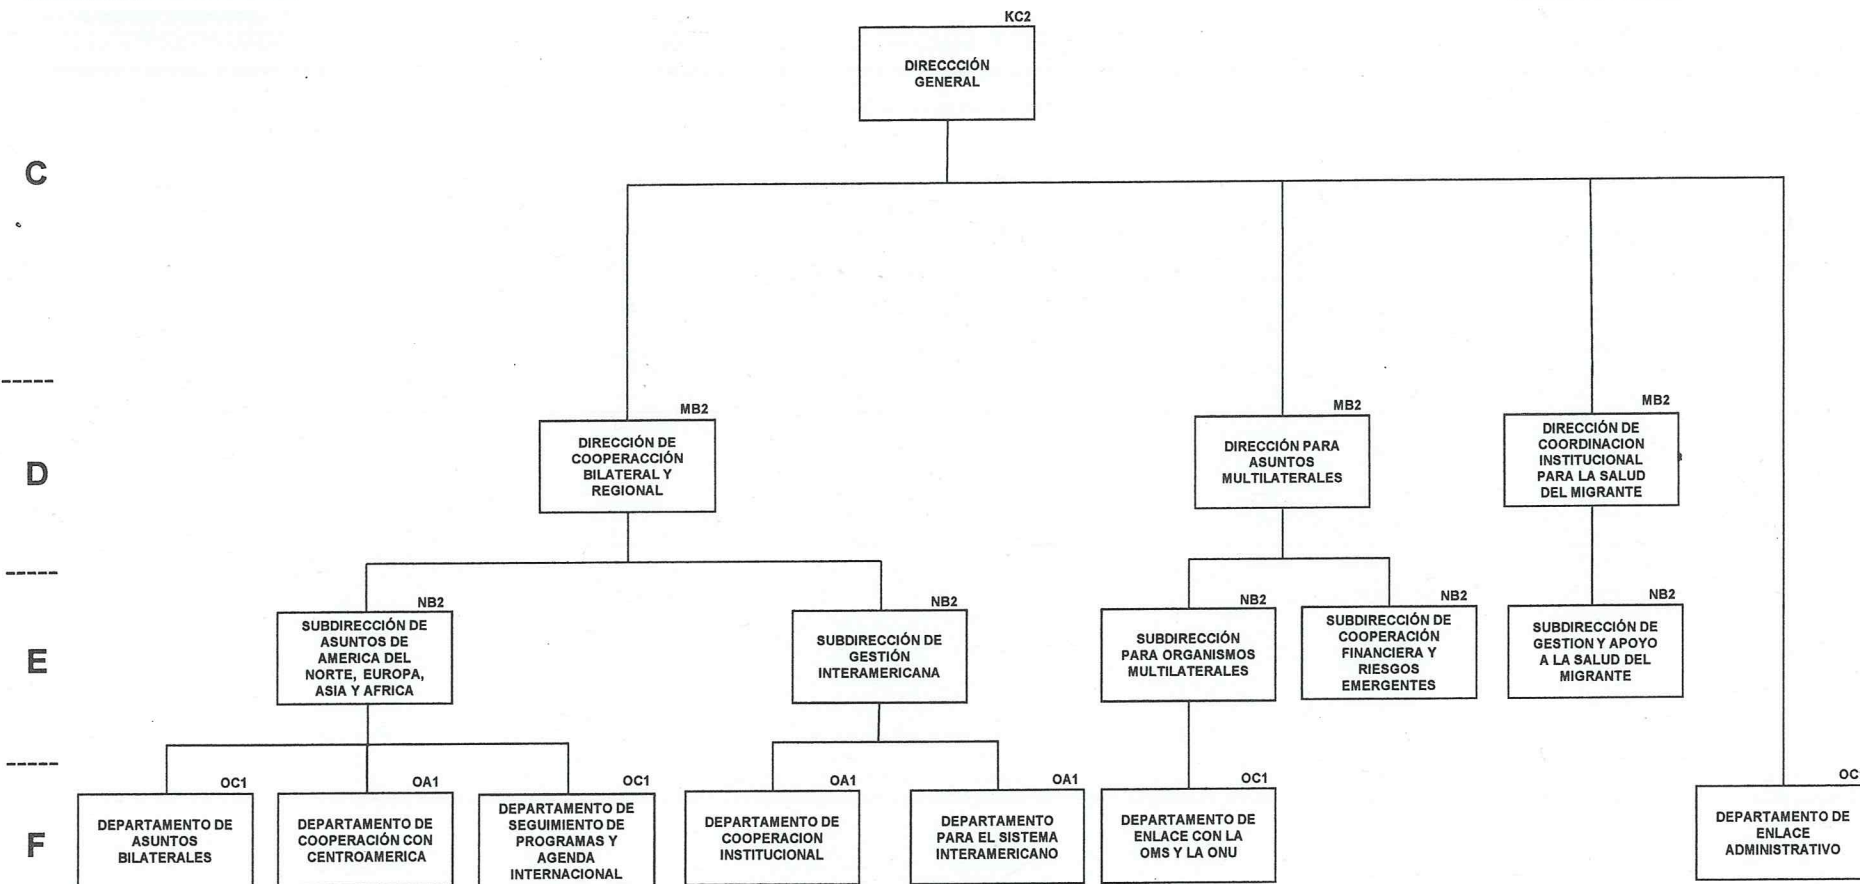 KC2
DIRECCCIÓN
GENERAL
C
MB2
DIRECCIÓN DE
COOPERACCIÓN
BILATERAL Y
REGIONAL
MB2
DIRECCIÓN PARA
ASUNTOS
MULTILATERALES
MB2
DIRECCIÓN DE
COORDINACION
INSTITUCIONAL
PARA LA SALUD
DEL MIGRANTE
D
NB2
SUBDIRECCIÓN DE
ASUNTOS DE
AMERICA DEL
NORTE, EUROPA,
ASIA Y AFRICA
NB2
SUBDIRECCIÓN DE
GESTIÓN
INTERAMERICANA
NB2
SUBDIRECCIÓN
PARA ORGANISMOS
MULTILATERALES
NB2
SUBDIRECCIÓN DE
COOPERACIÓN
FINANCIERA Y
RIESGOS
EMERGENTES
NB2
SUBDIRECCIÓN DE
GESTION Y APOYO
A LA SALUD DEL
MIGRANTE
E
OC1
DEPARTAMENTO DE
ASUNTOS
BILATERALES
OA1
DEPARTAMENTO DE
COOPERACIÓN CON
CENTROAMERICA
OC1
DEPARTAMENTO DE
SEGUIMIENTO DE
PROGRAMAS Y
AGENDA
INTERNACIONAL
OA1
DEPARTAMENTO DE
COOPERACION
INSTITUCIONAL
OA1
DEPARTAMENTO
PARA EL SISTEMA
INTERAMERICANO
OC1
DEPARTAMENTO DE
ENLACE CON LA
OMS Y LA ONU
DEPARTAMENTO DE
ENLACE
ADMINISTRATIVO
F